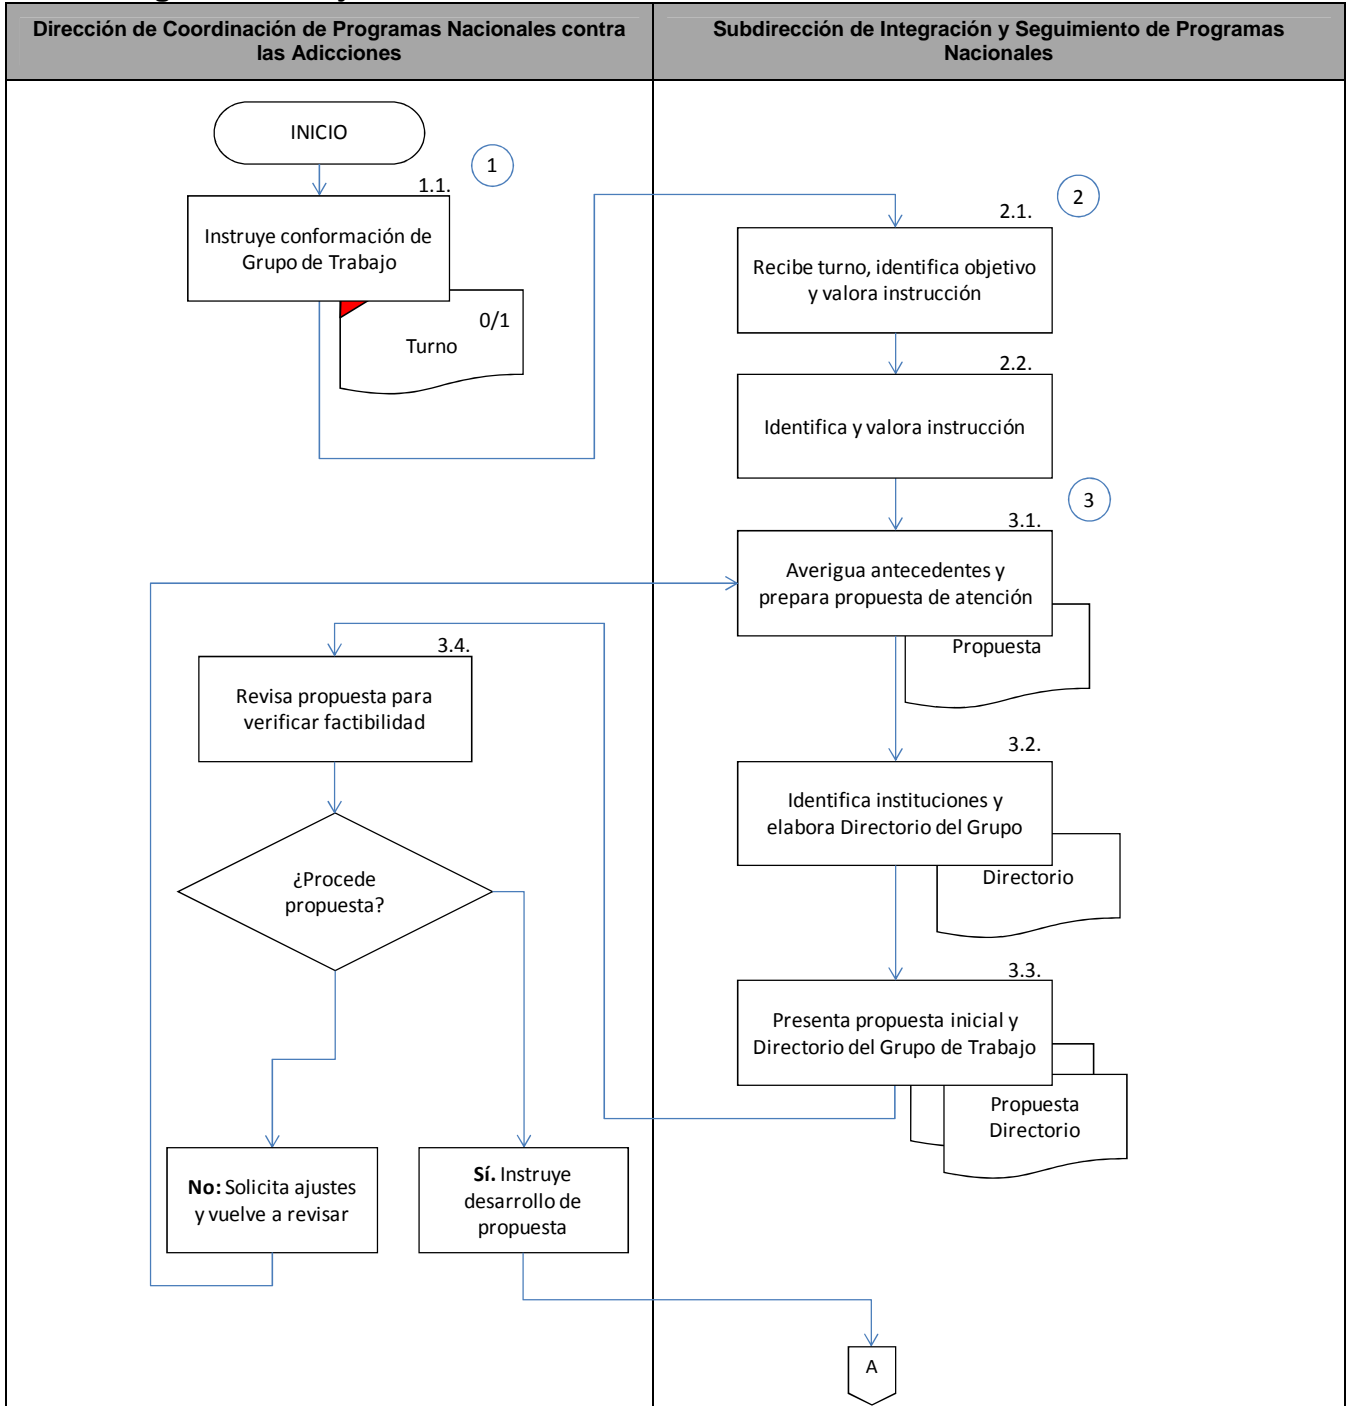 Dirección de Coordinación de Programas Nacionales contra
las Adicciones
Subdirección de Integración y Seguimiento de Programas
Nacionales
INICIO
1
1.1.
Instruye conformación de
Grupo de Trabajo
0/1
Turno
2
2.1.
Recibe turno, identifica objetivo
y valora instrucción
2.2.
Identifica y valora instrucción
3
3.1.
Averigua antecedentes y
prepara propuesta de atención
Propuesta
3.2.
Identifica instituciones y
elabora Directorio del Grupo
Directorio
3.3.
Presenta propuesta inicial y
Directorio del Grupo de Trabajo
Propuesta
Directorio
3.4.
Revisa propuesta para
verificar factibilidad
¿Procede
propuesta?
No: Solicita ajustes
y vuelve a revisar
Sí. Instruye
desarrollo de
propuesta
A